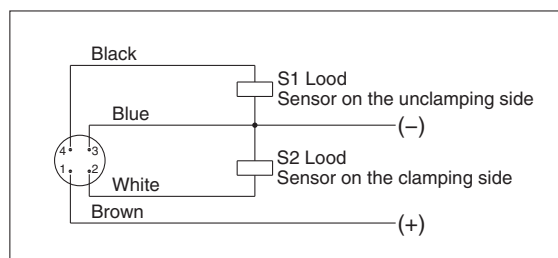 Black
S1 Lood
Sensor on the unclamping side
Blue
(−)
4 3
1 2
S2 Lood
Sensor on the clamping side
White
Brown
(+)